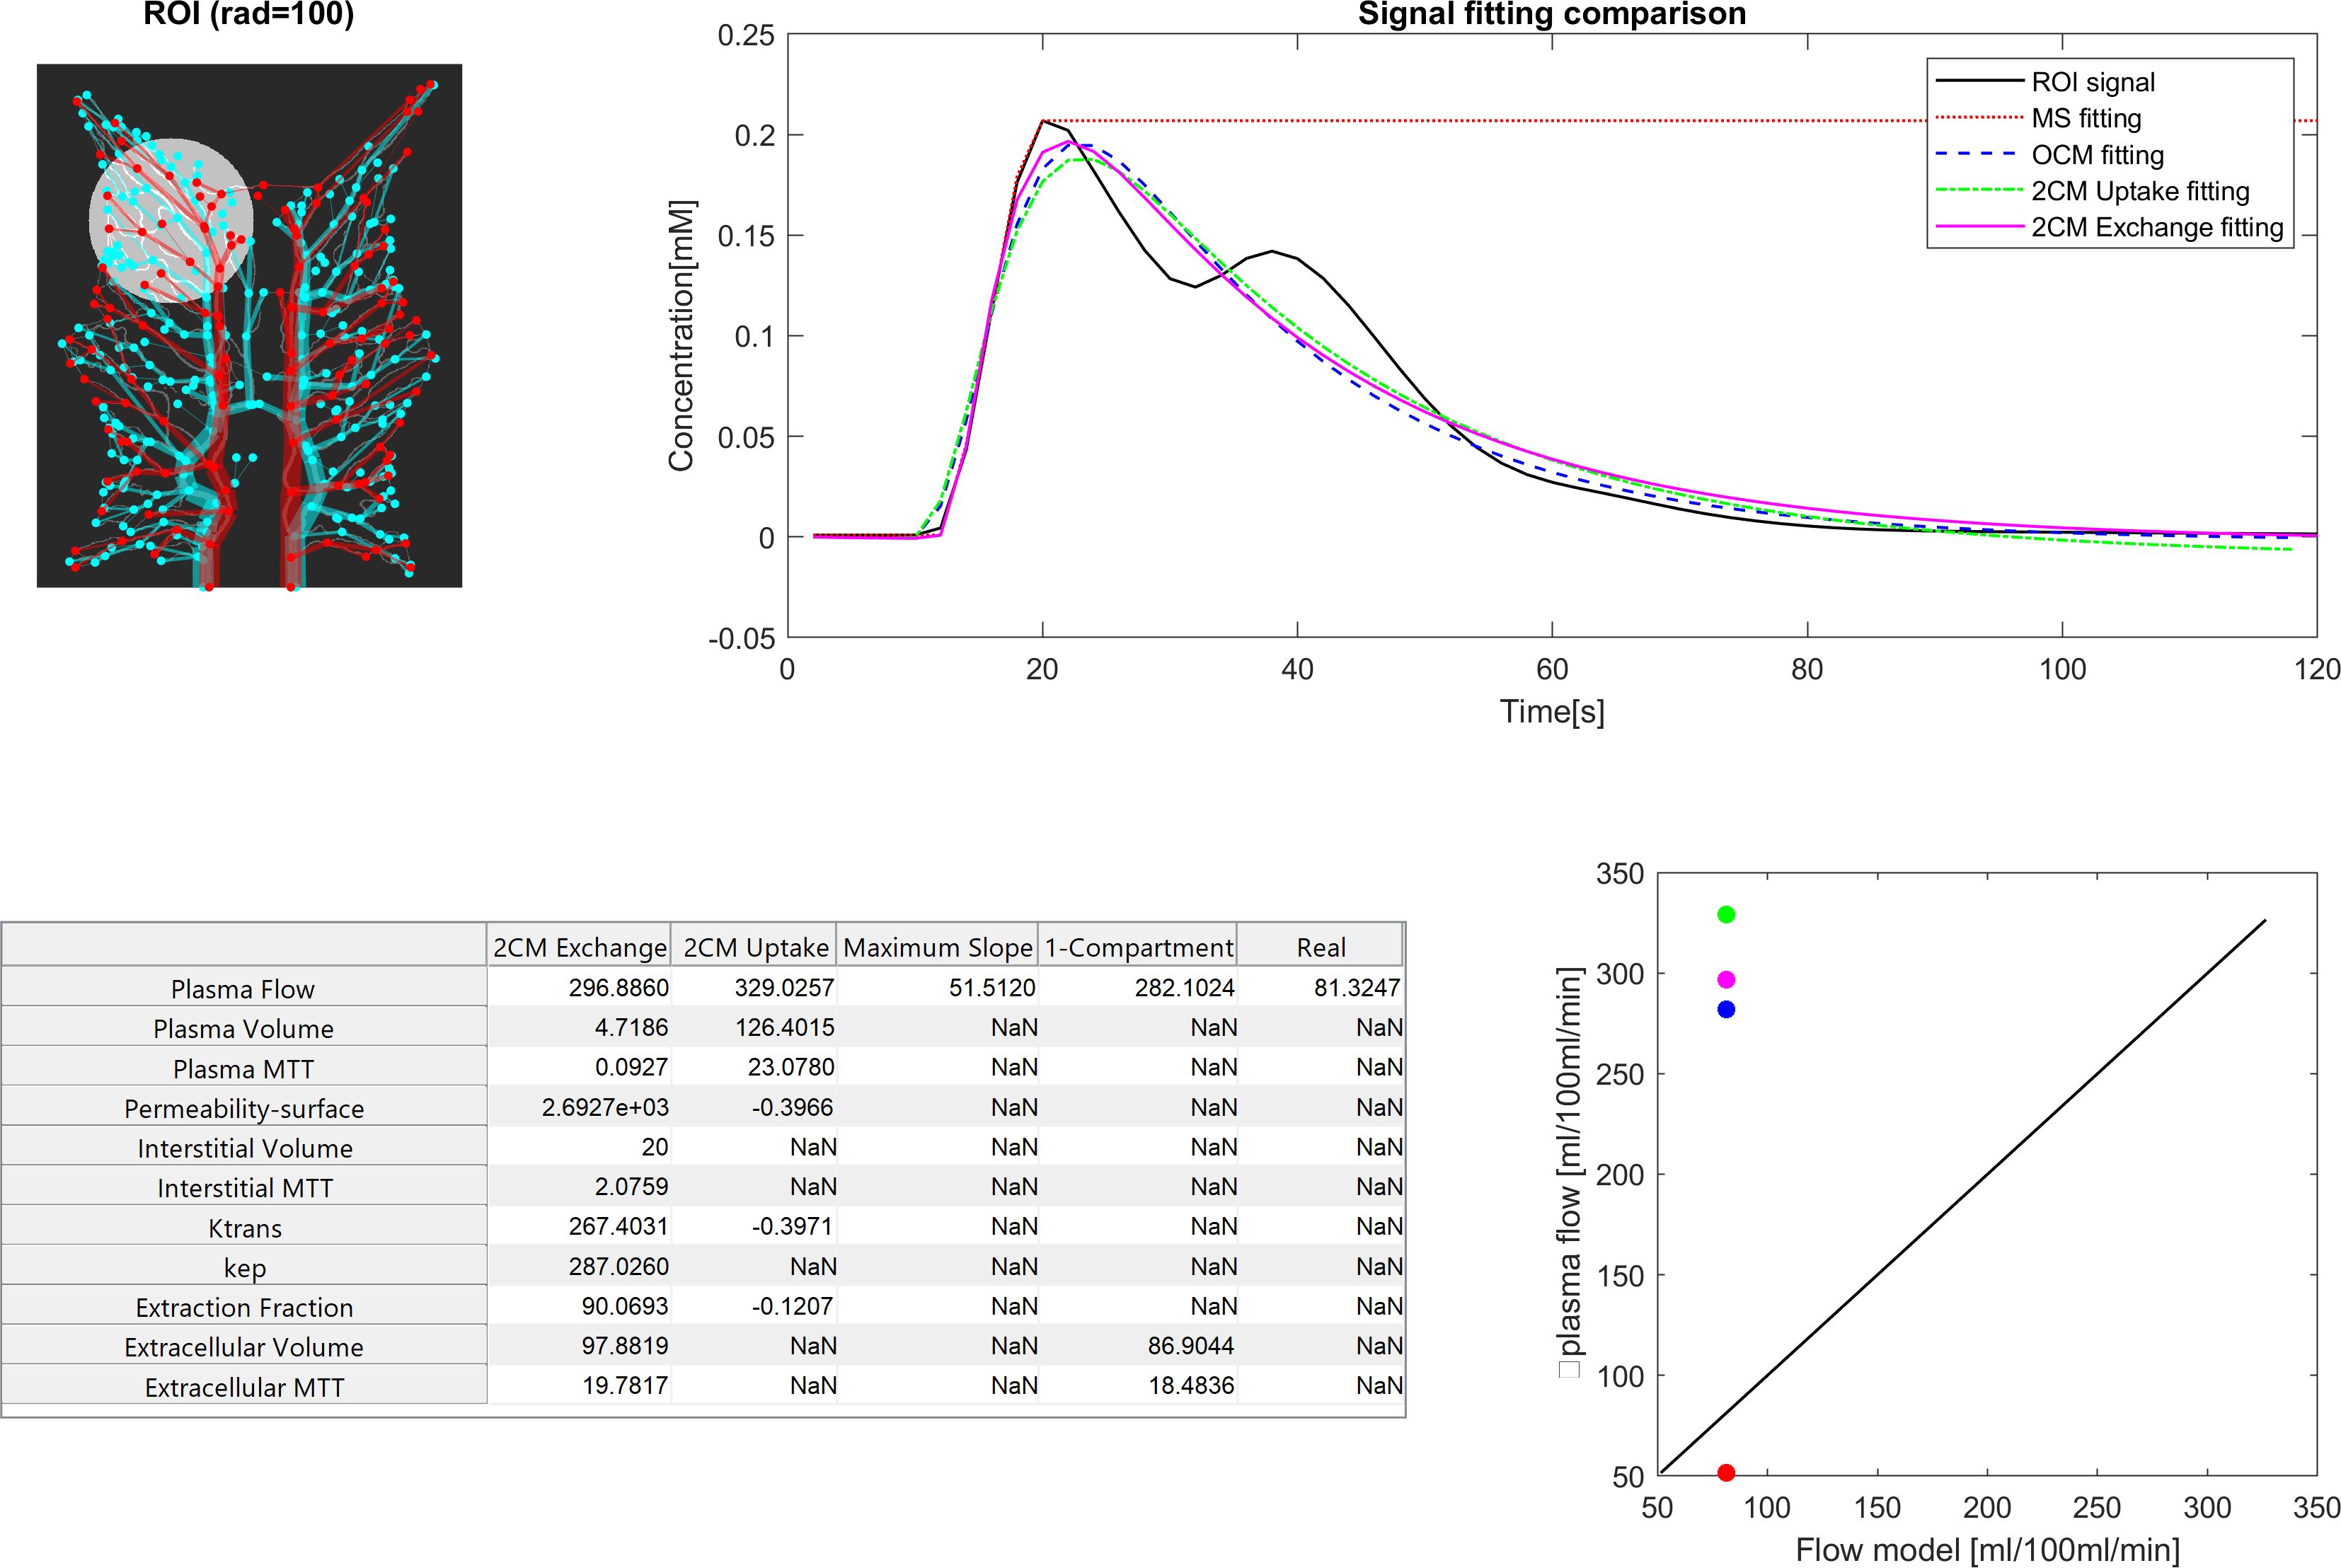 ROI (rad=100)
Signal fitting comparison
0.25
0.2
0.15
0.1
0.05
0
-0.05
Concentration[mM]
0 20 40 60 80 100 120
Time[s]
ROI signal
MS fitting
OCM fitting
2CM Uptake fitting
2CM Exchange fitting
2CM Exchange 2CM Uptake Maximum Slope 1-Compartment Real
Plasma Flow 296.8860 329.0257 51.5120 282.1024 81.3247
Plasma Volume 4.7186 126.4015 NaN NaN NaN
Plasma MTT 0.0927 23.0780 NaN NaN NaN
Permeability-surface 2.6927e+03 -0.3966 NaN NaN NaN
Interstitial Volume 20 NaN NaN NaN NaN
Interstitial MTT 2.0759 NaN NaN NaN NaN
Ktrans 267.4031 -0.3971 NaN NaN NaN
kep 287.0260 NaN NaN NaN NaN
Extraction Fraction 90.0693 -0.1207 NaN NaN NaN
Extracellular Volume 97.8819 NaN NaN 86.9044 NaN
Extracellular MTT 19.7817 NaN NaN 18.4836 NaN
350
300
250
200
150
100
50
□plasma flow [ml/100ml/min]
50 100 150 200 250 300 350
Flow model [ml/100ml/min]